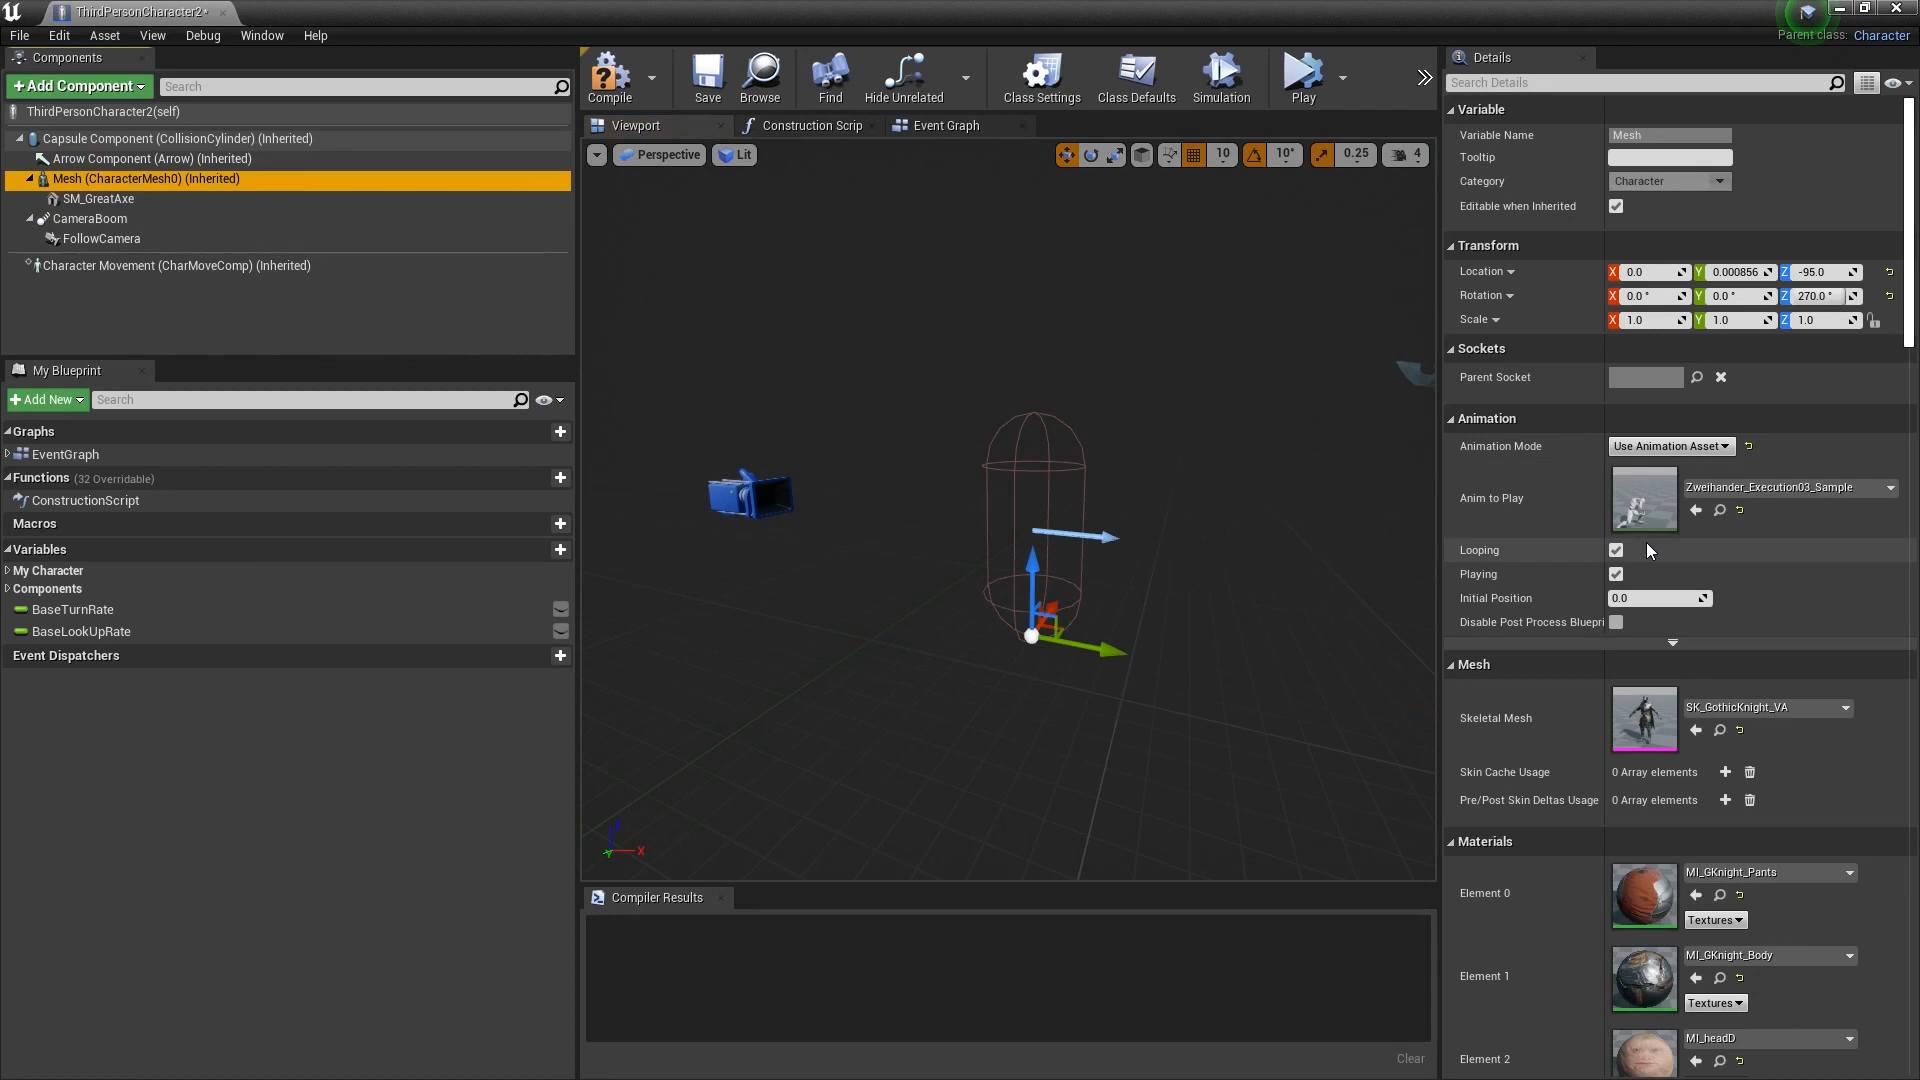 ThirdPersonCharacter2*
File Edit Asset View Debug Window Help
Parent class: Character
Components
+Add Component
Search
ThirdPersonCharacter2(self)
Capsule Component (CollisionCylinder) (Inherited)
Arrow Component (Arrow) (Inherited)
Mesh (CharacterMesh0) (Inherited)
SM_GreatAxe
CameraBoom
FollowCamera
Character Movement (CharMoveComp) (Inherited)
My Blueprint
+Add New
Search
Graphs
EventGraph
Functions (32 Overridable)
ConstructionScript
Macros
Variables
My Character
Components
BaseTurnRate
BaseLookUpRate
Event Dispatchers
Compile Save Browse Find Hide Unrelated Class Settings Class Defaults Simulation Play
Viewport Construction Scrip Event Graph
Perspective Lit 10 10° 0.25 4
Z
X
Y
Compiler Results
Clear
Details
Search Details
Variable
Variable Name Mesh
Tooltip
Category Character
Editable when Inherited
Transform
Location X 0.0 Y 0.000856 Z -95.0
Rotation X 0.0 ° Y 0.0 ° Z 270.0 °
Scale X 1.0 Y 1.0 Z 1.0
Sockets
Parent Socket
Animation
Animation Mode Use Animation Asset
Anim to Play Zweihander_Execution03_Sample
Looping
Playing
Initial Position 0.0
Disable Post Process Bluepri
Mesh
Skeletal Mesh SK_GothicKnight_VA
Skin Cache Usage 0 Array elements
Pre/Post Skin Deltas Usage 0 Array elements
Materials
Element 0 MI_GKnight_Pants
Textures
Element 1 MI_GKnight_Body
Textures
Element 2 MI_headD